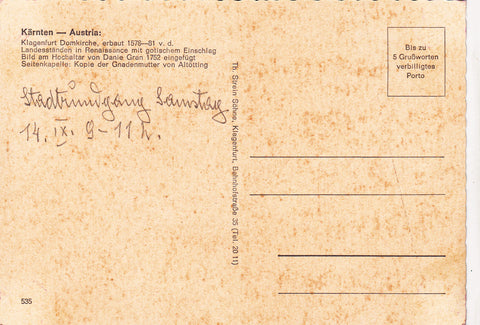 Kärnten — Austria:
Klagenfurt Domkirche, erbaut 1578—81 v. d.
Landesständen in Renaissance mit gotischem Einschlag
Bild am Hochaltar von Danie Gran 1752 eingefügt
Seitenkapelle: Kopie der Gnadenmutter von Altötting
Stadtrundgang Samstag
14. IX. 9-11 h.
Bis zu
5 Grußworten
verbilligtes
Porto
Th. Strein Söhne, Klagenfurt, Bahnhofstraße 35 (Tel. 20 11)
535